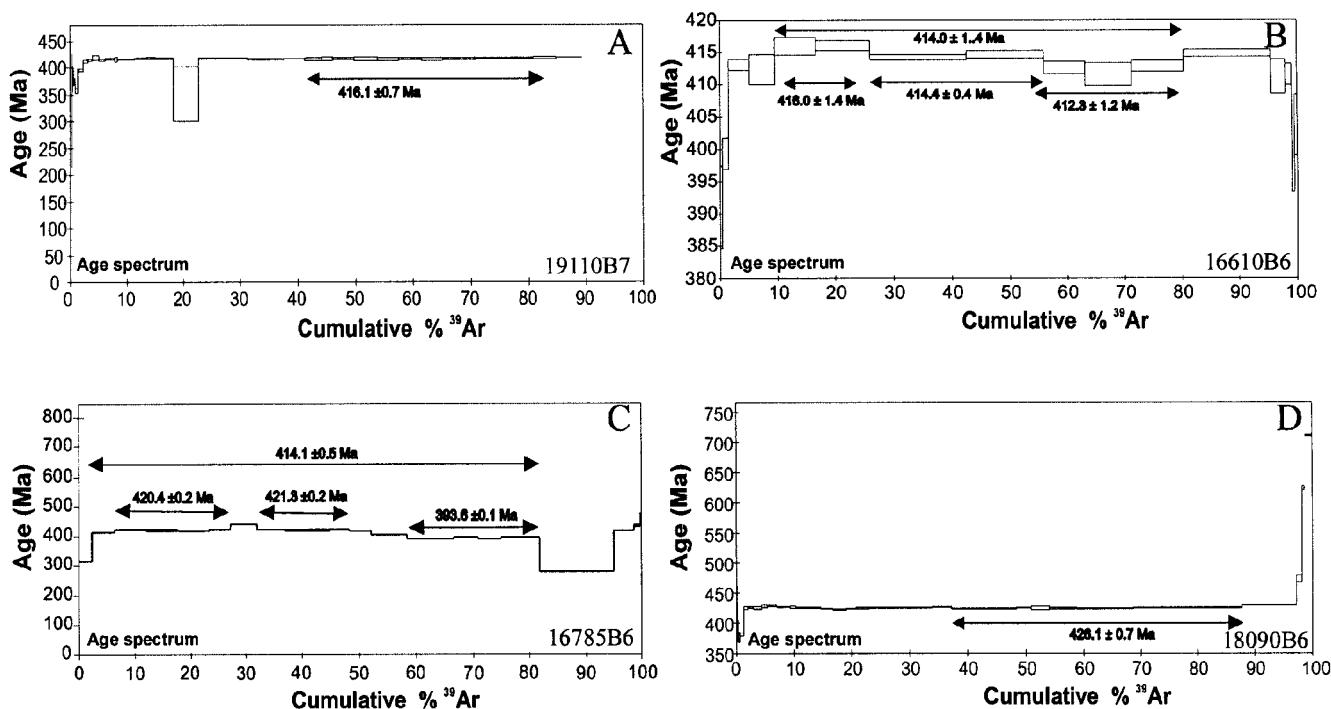 A
Age (Ma)
450
400
350
300
250
200
150
100
50
0
416.1 ±0.7 Ma
Age spectrum
19110B7
0 10 20 30 40 50 60 70 80 90 100
Cumulative % ³⁹Ar
B
Age (Ma)
420
415
410
405
400
395
390
385
380
414.0 ± 1..4 Ma
416.0 ± 1.4 Ma
414.4 ± 0.4 Ma
412.3 ± 1.2 Ma
Age spectrum
16610B6
0 10 20 30 40 50 60 70 80 90 100
Cumulative % ³⁹Ar
C
Age (Ma)
800
700
600
500
400
300
200
100
0
414.1 ±0.5 Ma
420.4 ±0.2 Ma
421.3 ±0.2 Ma
393.6 ±0.1 Ma
Age spectrum
16785B6
0 10 20 30 40 50 60 70 80 90 100
Cumulative % ³⁹Ar
D
Age (Ma)
750
700
650
600
550
500
450
400
350
426.1 ± 0.7 Ma
Age spectrum
18090B6
0 10 20 30 40 50 60 70 80 90 100
Cumulative % ³⁹Ar